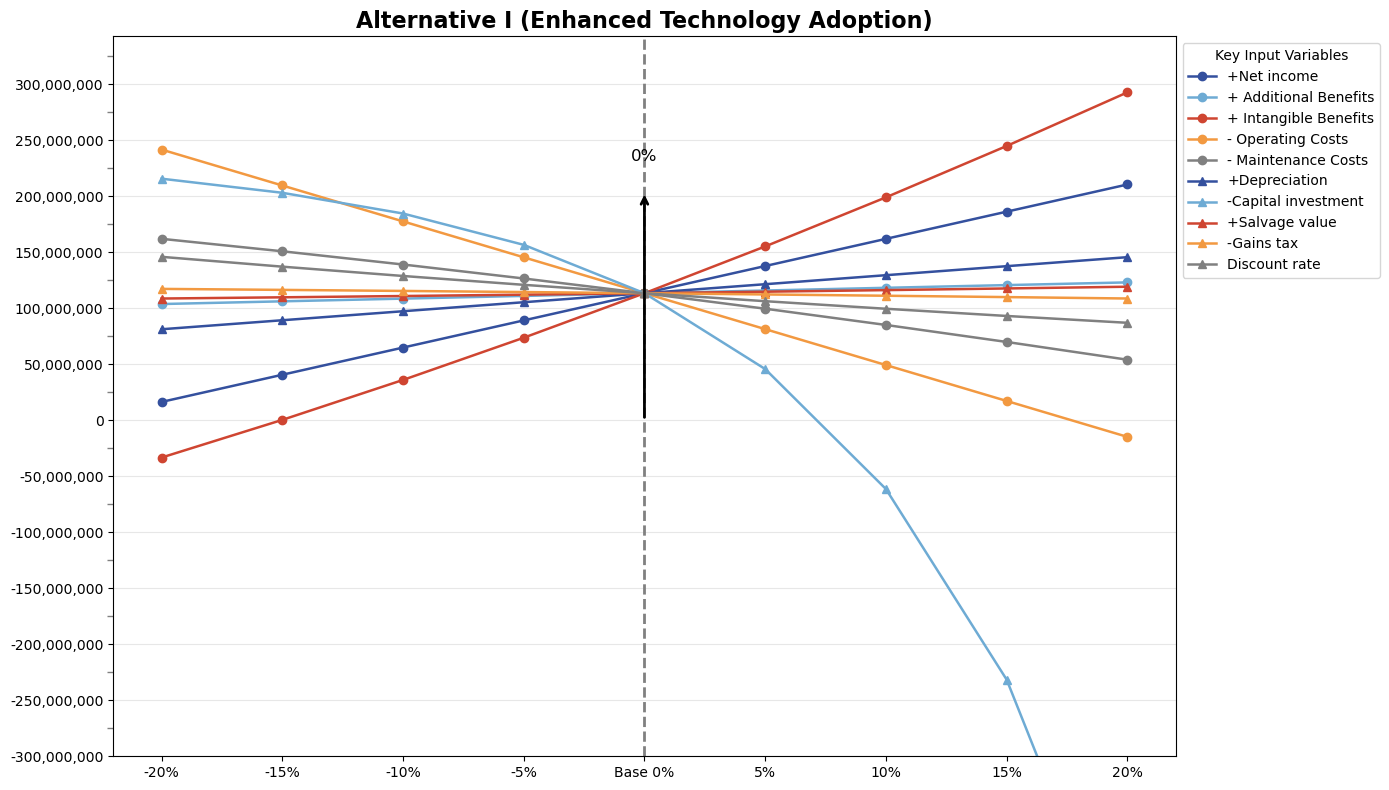 Alternative I (Enhanced Technology Adoption)
300,000,000
250,000,000
200,000,000
150,000,000
100,000,000
50,000,000
0
-50,000,000
-100,000,000
-150,000,000
-200,000,000
-250,000,000
-300,000,000
0%
-20%
-15%
-10%
-5%
Base 0%
5%
10%
15%
20%
Key Input Variables
+Net income
+ Additional Benefits
+ Intangible Benefits
- Operating Costs
- Maintenance Costs
+Depreciation
-Capital investment
+Salvage value
-Gains tax
Discount rate